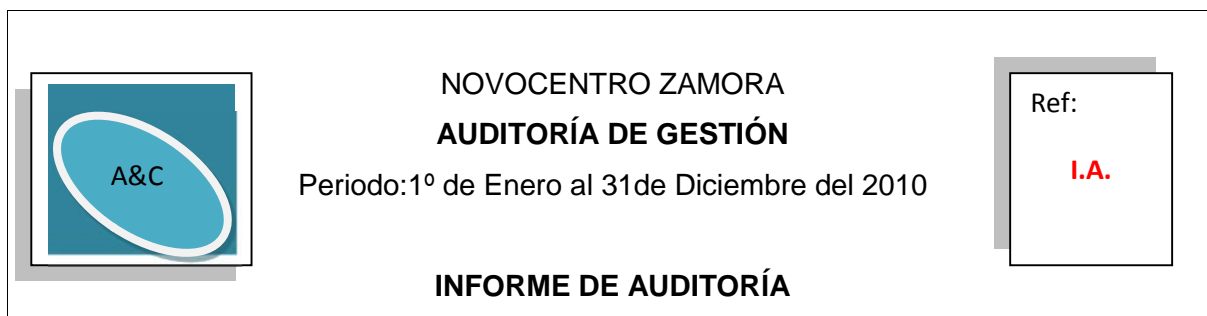 NOVOCENTRO ZAMORA
AUDITORÍA DE GESTIÓN
Periodo:1º de Enero al 31de Diciembre del 2010
INFORME DE AUDITORÍA
A&C
Ref:
I.A.